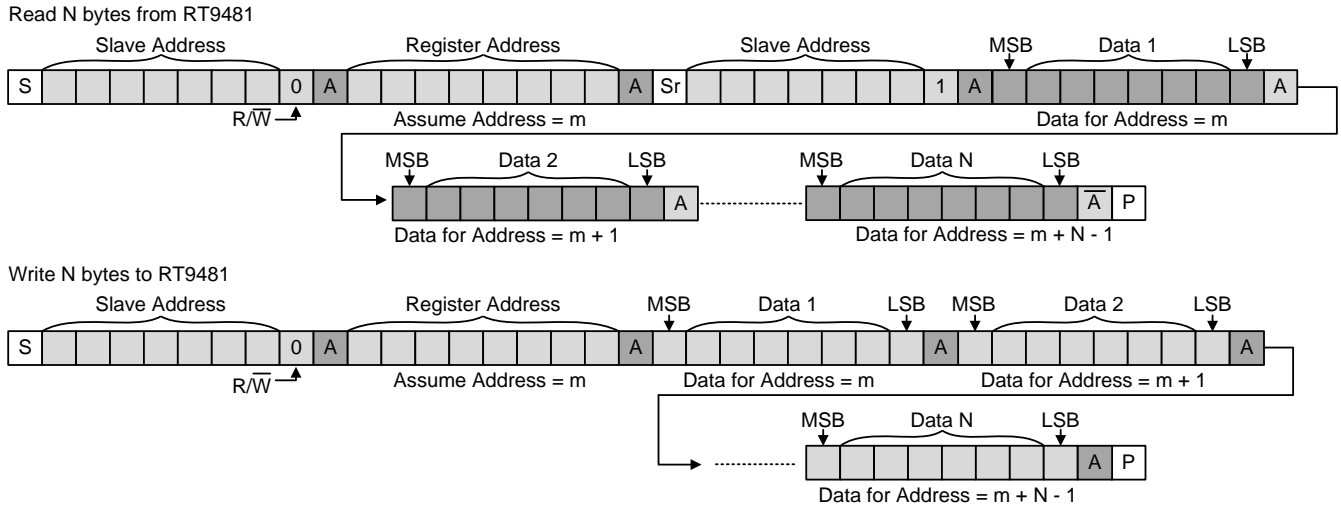 Read N bytes from RT9481
Slave Address Register Address Slave Address MSB Data 1 LSB
S 0 A A Sr 1 A A
R/W̅ Assume Address = m Data for Address = m
MSB Data 2 LSB MSB Data N LSB
A A̅ P
Data for Address = m + 1 Data for Address = m + N - 1
Write N bytes to RT9481
Slave Address Register Address MSB Data 1 LSB MSB Data 2 LSB
S 0 A A A A
R/W̅ Assume Address = m Data for Address = m Data for Address = m + 1
MSB Data N LSB
A P
Data for Address = m + N - 1